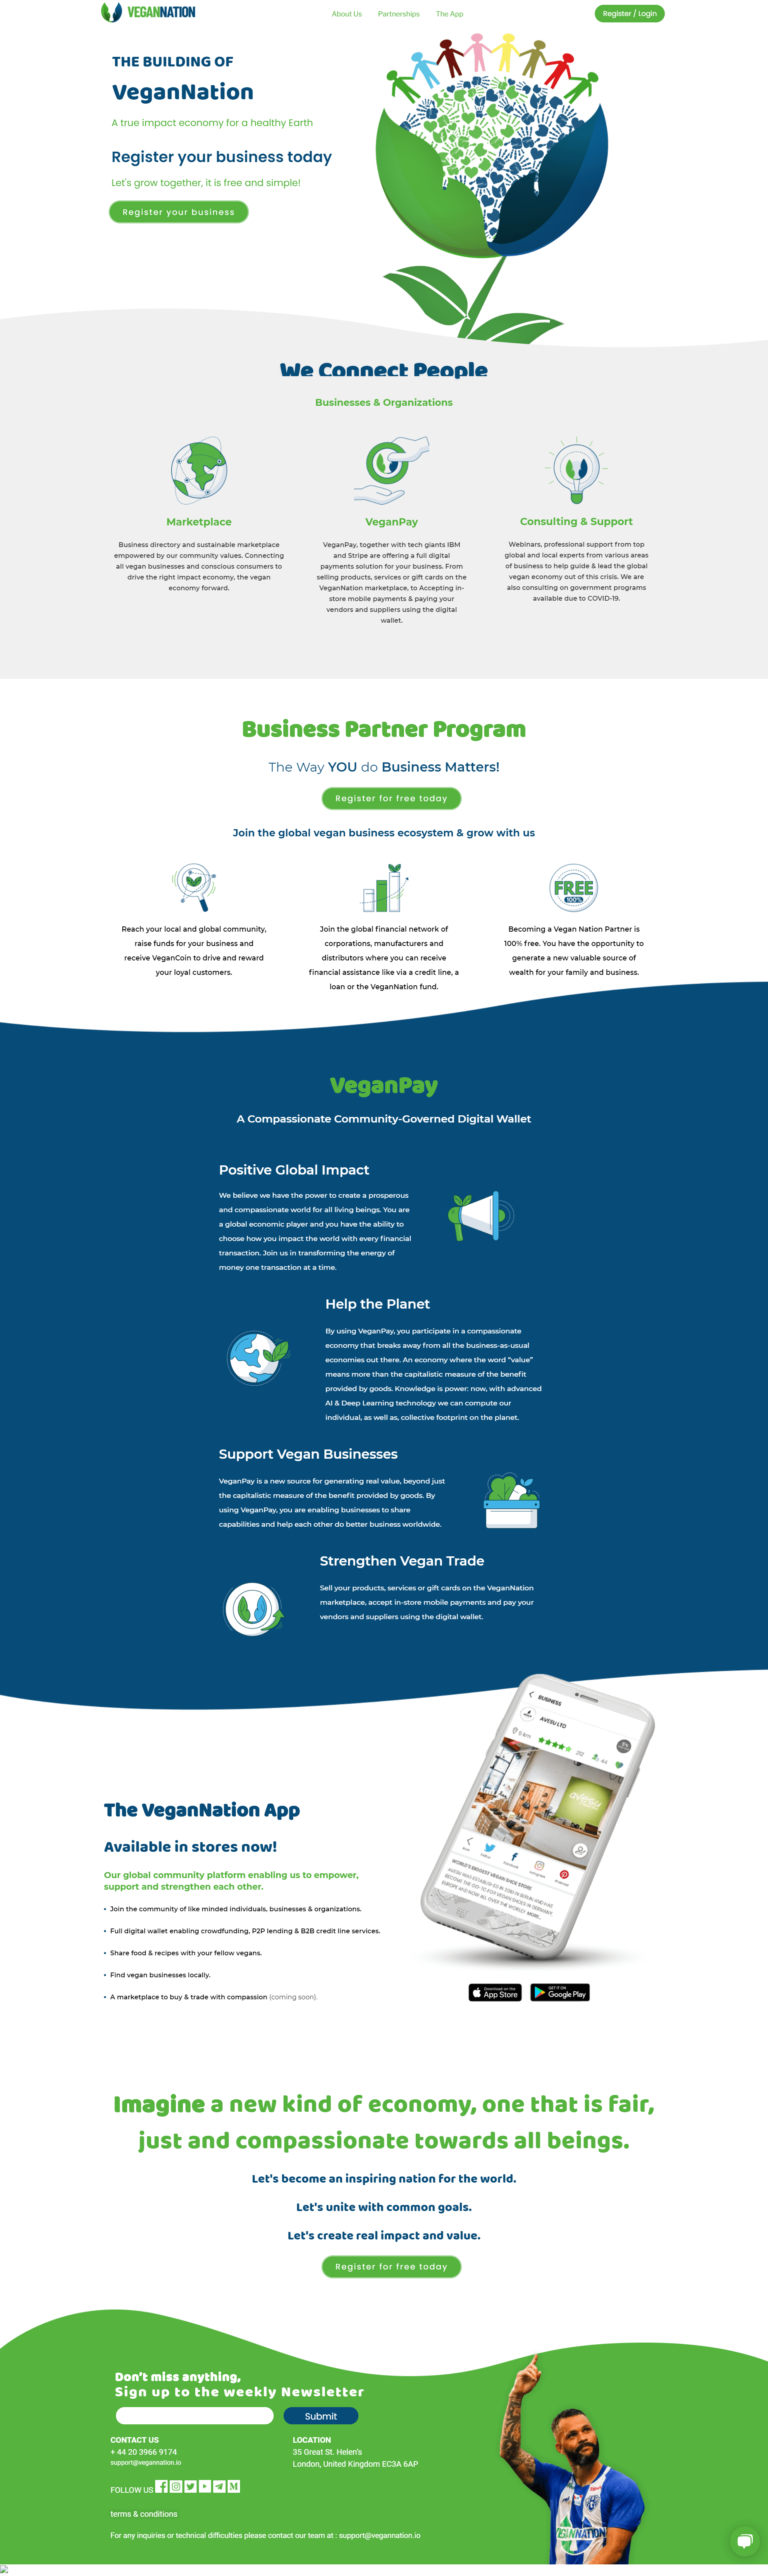 VEGANNATION
About Us
Partnerships
The App
Register / Login
THE BUILDING OF
VeganNation
A true impact economy for a healthy Earth
Register your business today
Let's grow together, it is free and simple!
Register your business
We Connect People
Businesses & Organizations
Marketplace
Business directory and sustainable marketplace
empowered by our community values. Connecting
all vegan businesses and conscious consumers to
drive the right impact economy, the vegan
economy forward.
VeganPay
VeganPay, together with tech giants IBM
and Stripe are offering a full digital
payments solution for your business. From
selling products, services or gift cards on the
VeganNation marketplace, to Accepting in-
store mobile payments & paying your
vendors and suppliers using the digital
wallet.
Consulting & Support
Webinars, professional support from top
global and local experts from various areas
of business to help guide & lead the global
vegan economy out of this crisis. We are
also consulting on government programs
available due to COVID-19.
Business Partner Program
The Way YOU do Business Matters!
Register for free today
Join the global vegan business ecosystem & grow with us
Reach your local and global community,
raise funds for your business and
receive VeganCoin to drive and reward
your loyal customers.
Join the global financial network of
corporations, manufacturers and
distributors where you can receive
financial assistance like via a credit line, a
loan or the VeganNation fund.
FREE
100%
Becoming a Vegan Nation Partner is
100% free. You have the opportunity to
generate a new valuable source of
wealth for your family and business.
VeganPay
A Compassionate Community-Governed Digital Wallet
Positive Global Impact
We believe we have the power to create a prosperous
and compassionate world for all living beings. You are
a global economic player and you have the ability to
choose how you impact the world with every financial
transaction. Join us in transforming the energy of
money one transaction at a time.
Help the Planet
By using VeganPay, you participate in a compassionate
economy that breaks away from all the business-as-usual
economies out there. An economy where the word “value”
means more than the capitalistic measure of the benefit
provided by goods. Knowledge is power: now, with advanced
AI & Deep Learning technology we can compute our
individual, as well as, collective footprint on the planet.
Support Vegan Businesses
VeganPay is a new source for generating real value, beyond just
the capitalistic measure of the benefit provided by goods. By
using VeganPay, you are enabling businesses to share
capabilities and help each other do better business worldwide.
Strengthen Vegan Trade
Sell your products, services or gift cards on the VeganNation
marketplace, accept in-store mobile payments and pay your
vendors and suppliers using the digital wallet.
BUSINESS
AVESU LTD
avesu
WORLD'S BIGGEST VEGAN SHOE STORE
The VeganNation App
Available in stores now!
Our global community platform enabling us to empower,
support and strengthen each other.
• Join the community of like minded individuals, businesses & organizations.
• Full digital wallet enabling crowdfunding, P2P lending & B2B credit line services.
• Share food & recipes with your fellow vegans.
• Find vegan businesses locally.
• A marketplace to buy & trade with compassion (coming soon).
Download on the
App Store
GET IT ON
Google Play
Imagine a new kind of economy, one that is fair,
just and compassionate towards all beings.
Let's become an inspiring nation for the world.
Let's unite with common goals.
Let's create real impact and value.
Register for free today
Don’t miss anything,
Sign up to the weekly Newsletter
Submit
CONTACT US
+ 44 20 3966 9174
support@vegannation.io
LOCATION
35 Great St. Helen’s
London, United Kingdom EC3A 6AP
FOLLOW US
terms & conditions
For any inquiries or technical difficulties please contact our team at : support@vegannation.io
VEGANNATION